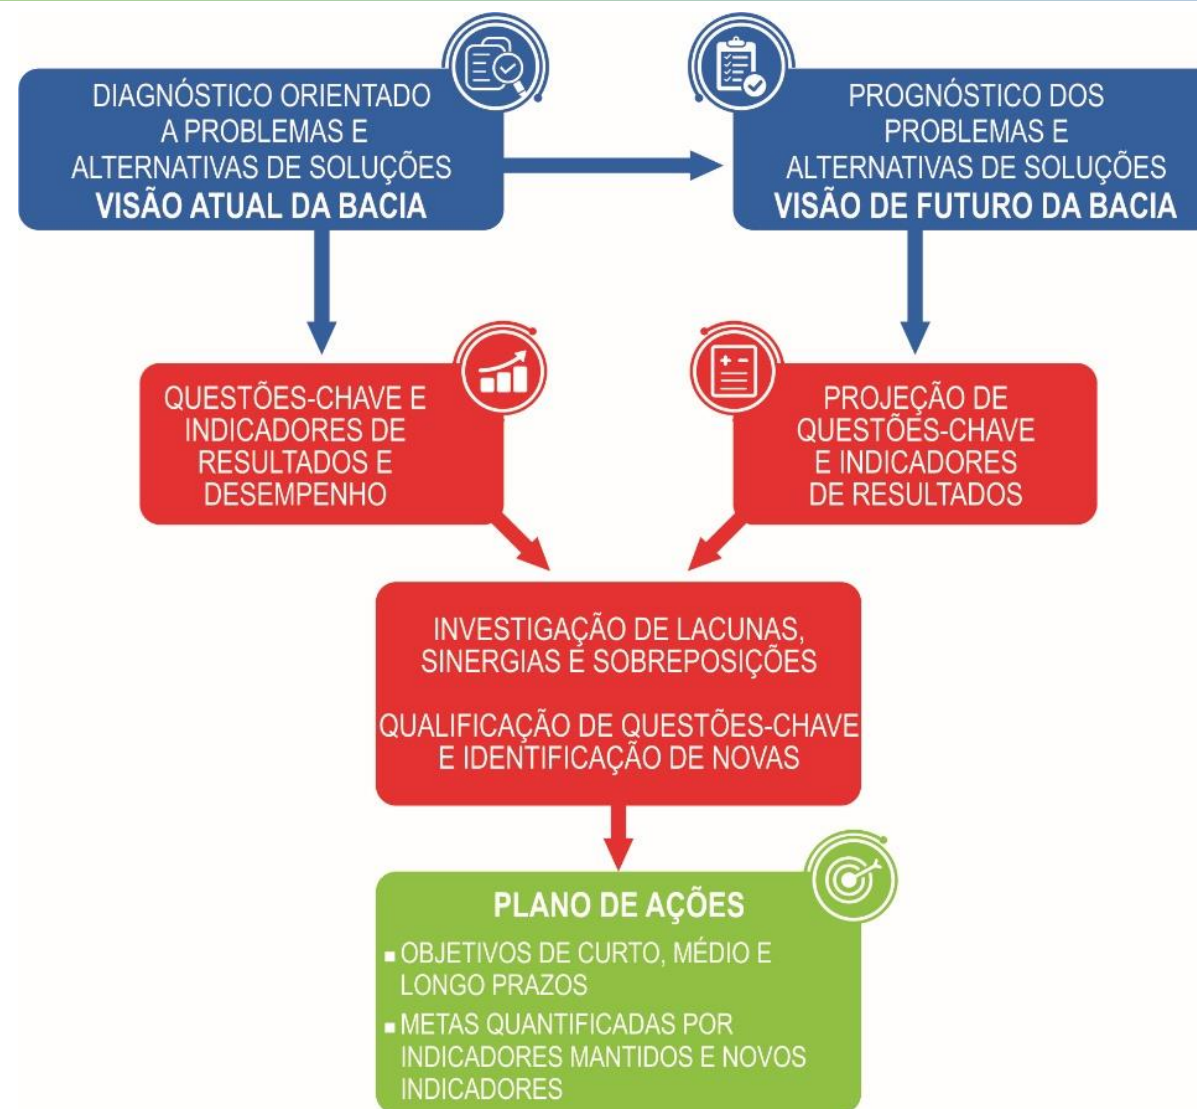 DIAGNÓSTICO ORIENTADO
A PROBLEMAS E
ALTERNATIVAS DE SOLUÇÕES
VISÃO ATUAL DA BACIA
PROGNÓSTICO DOS
PROBLEMAS E
ALTERNATIVAS DE SOLUÇÕES
VISÃO DE FUTURO DA BACIA
QUESTÕES-CHAVE E
INDICADORES DE
RESULTADOS E
DESEMPENHO
PROJEÇÃO DE
QUESTÕES-CHAVE
E INDICADORES
DE RESULTADOS
INVESTIGAÇÃO DE LACUNAS,
SINERGIAS E SOBREPOSIÇÕES
QUALIFICAÇÃO DE QUESTÕES-CHAVE
E IDENTIFICAÇÃO DE NOVAS
PLANO DE AÇÕES
▪ OBJETIVOS DE CURTO, MÉDIO E
LONGO PRAZOS
▪ METAS QUANTIFICADAS POR
INDICADORES MANTIDOS E NOVOS
INDICADORES